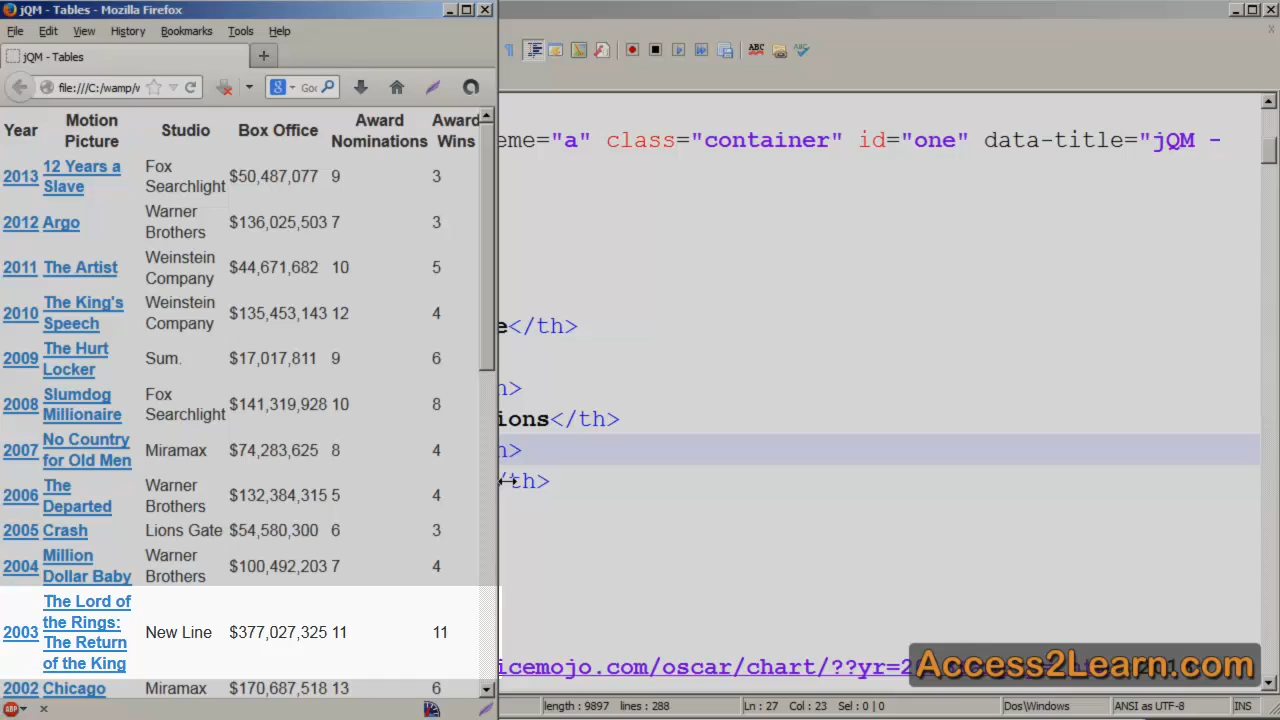 jQM - Tables - Mozilla Firefox
File Edit View History Bookmarks Tools Help
jQM - Tables
file:///C:/wamp/w
Year Motion Picture Studio Box Office Award Nominations Award Wins
2013 12 Years a Slave Fox Searchlight $50,487,077 9 3
2012 Argo Warner Brothers $136,025,503 7 3
2011 The Artist Weinstein Company $44,671,682 10 5
2010 The King's Speech Weinstein Company $135,453,143 12 4
2009 The Hurt Locker Sum. $17,017,811 9 6
2008 Slumdog Millionaire Fox Searchlight $141,319,928 10 8
2007 No Country for Old Men Miramax $74,283,625 8 4
2006 The Departed Warner Brothers $132,384,315 5 4
2005 Crash Lions Gate $54,580,300 6 3
2004 Million Dollar Baby Warner Brothers $100,492,203 7 4
2003 The Lord of the Rings: The Return of the King New Line $377,027,325 11 11
2002 Chicago Miramax $170,687,518 13 6
ABP
ABC
eme="a" class="container" id="one" data-title="jQM -
e</th>
h>
ions</th>
h>
/th>
icemojo.com/oscar/chart/??yr=2
Access2Learn.com
length : 9897 lines : 288 Ln : 27 Col : 23 Sel : 0 | 0 Dos\Windows ANSI as UTF-8 INS